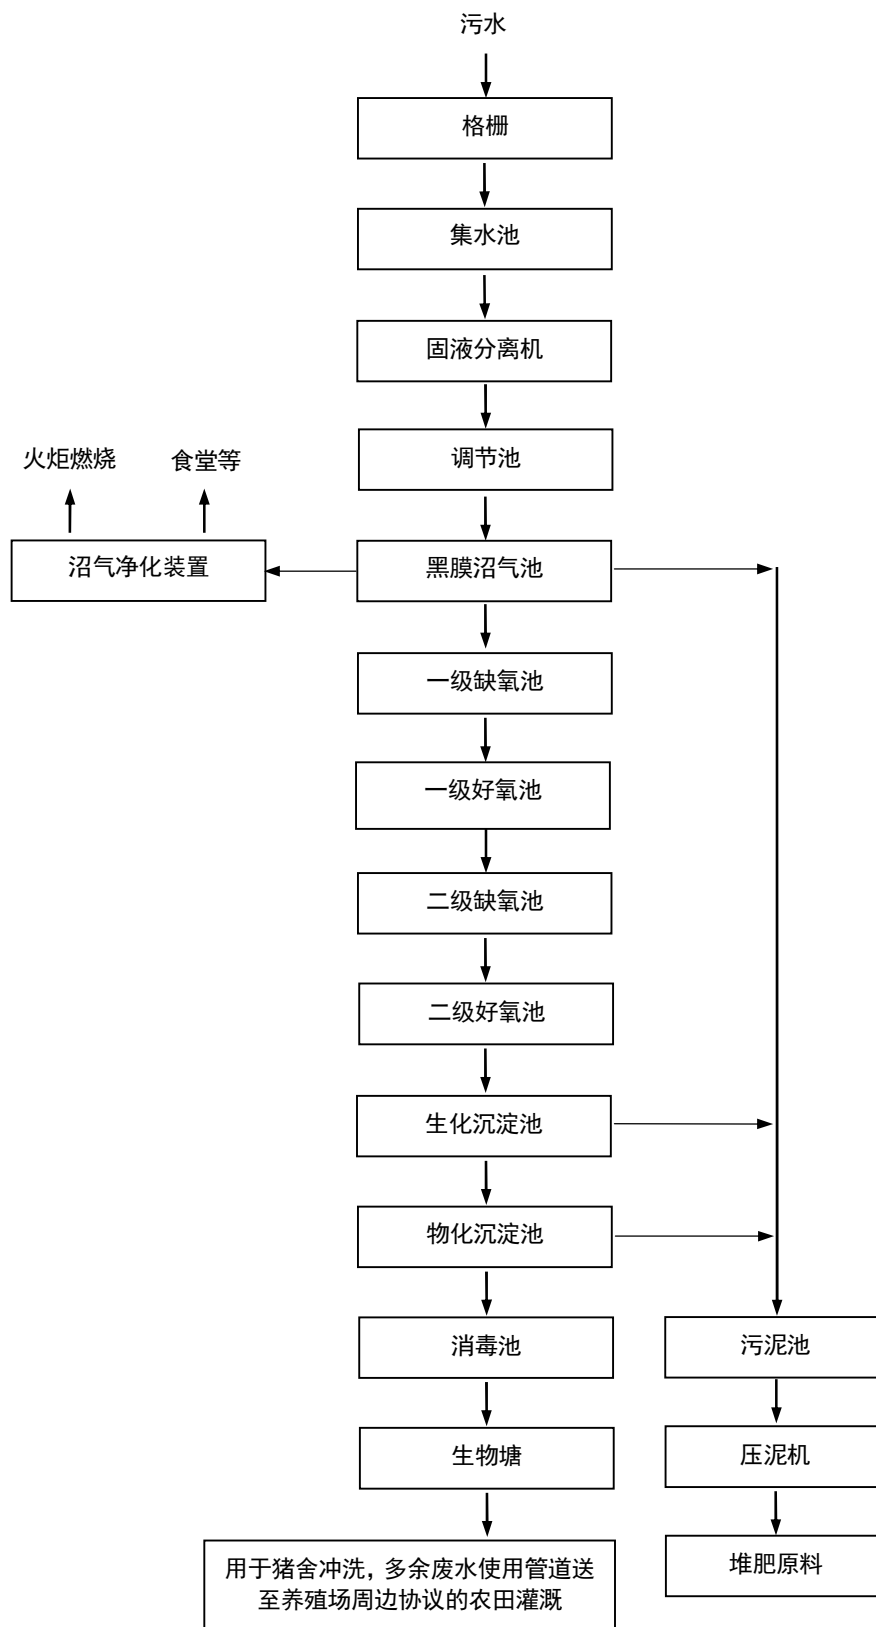 污水
格栅
集水池
固液分离机
调节池
火炬燃烧
食堂等
沼气净化装置
黑膜沼气池
一级缺氧池
一级好氧池
二级缺氧池
二级好氧池
生化沉淀池
物化沉淀池
消毒池
污泥池
生物塘
压泥机
用于猪舍冲洗，多余废水使用管道送
至养殖场周边协议的农田灌溉
堆肥原料